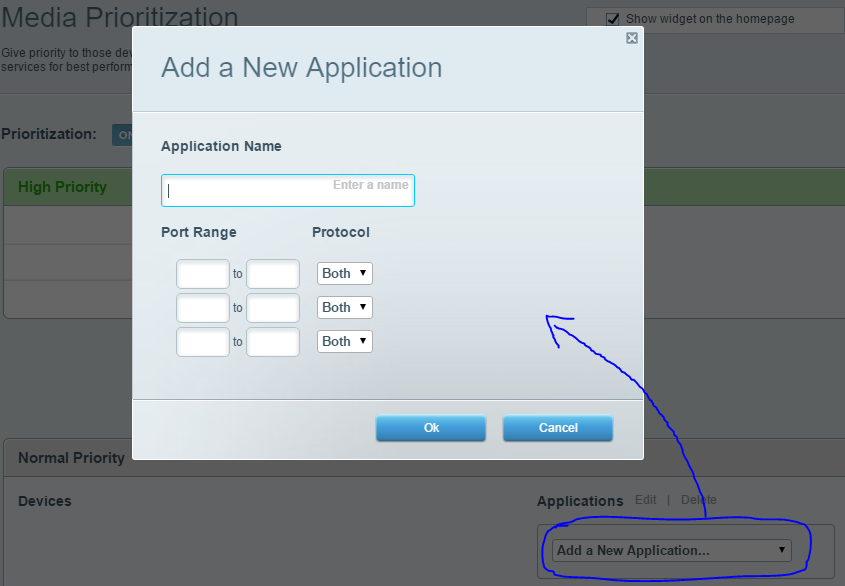 Media Prioritization
Show widget on the homepage
Give priority to those dev
services for best perform
Add a New Application
Prioritization:
ON
Application Name
Enter a name
High Priority
Port Range Protocol
to Both
to Both
to Both
Ok Cancel
Normal Priority
Devices
Applications Edit | Delete
Add a New Application...